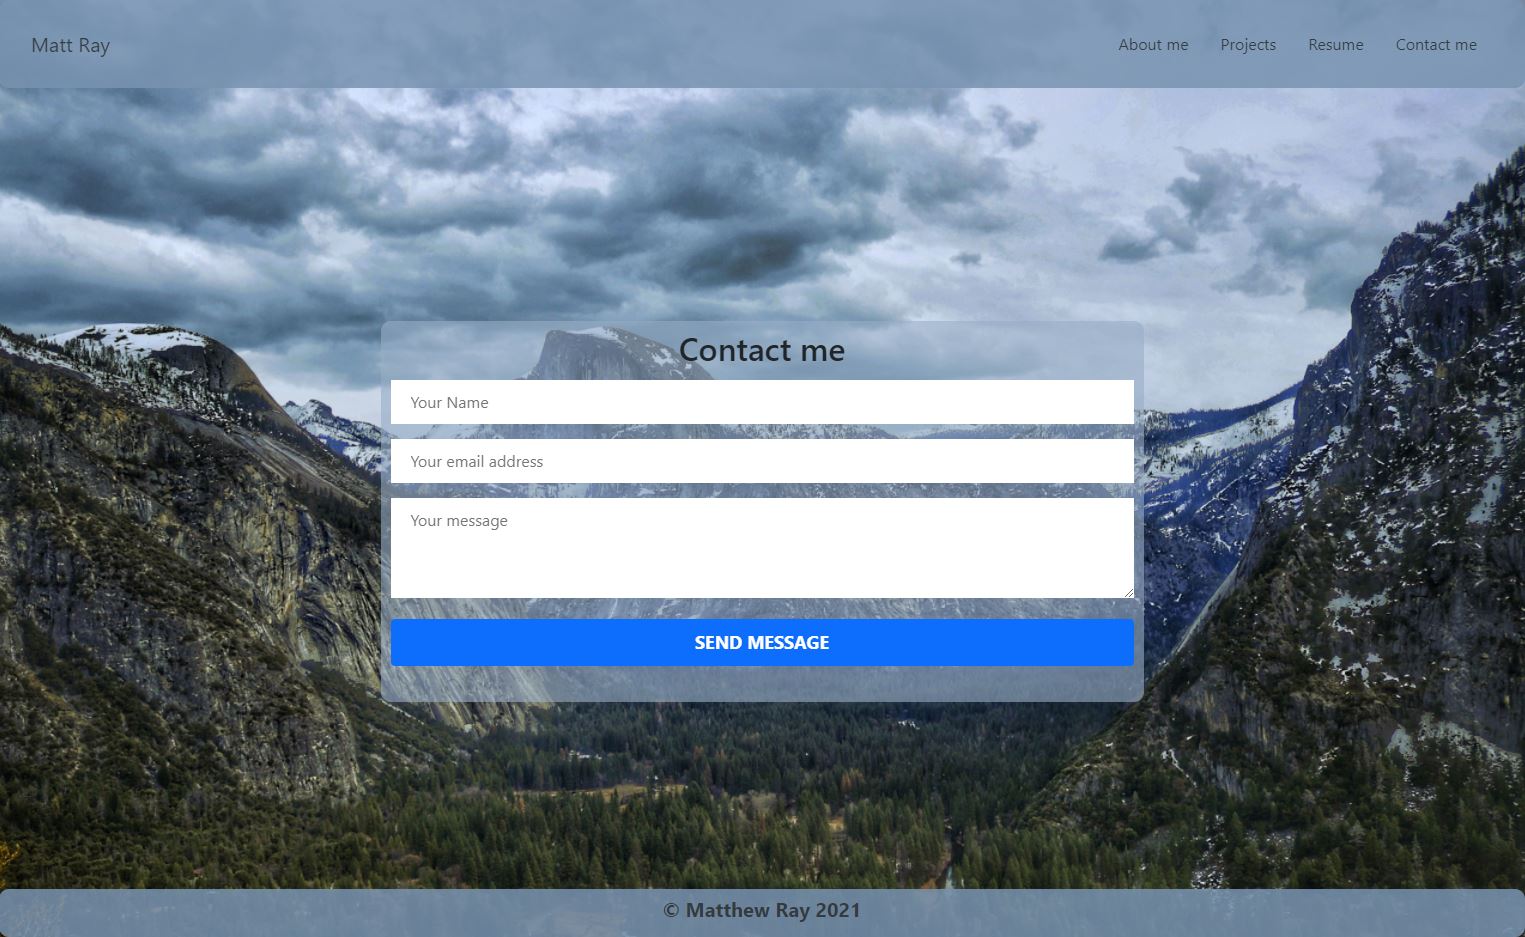 Matt Ray
About me Projects Resume Contact me
Contact me
Your Name
Your email address
Your message
SEND MESSAGE
© Matthew Ray 2021